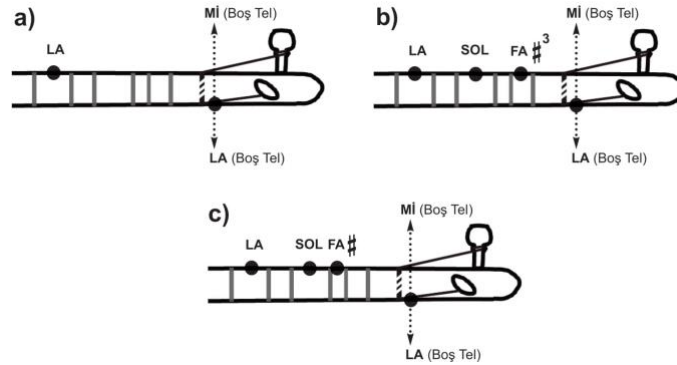 a)
Mİ (Boş Tel)
LA
LA (Boş Tel)
b)
Mİ (Boş Tel)
LA SOL FA ♯3
LA (Boş Tel)
c)
Mİ (Boş Tel)
LA SOL FA ♯
LA (Boş Tel)